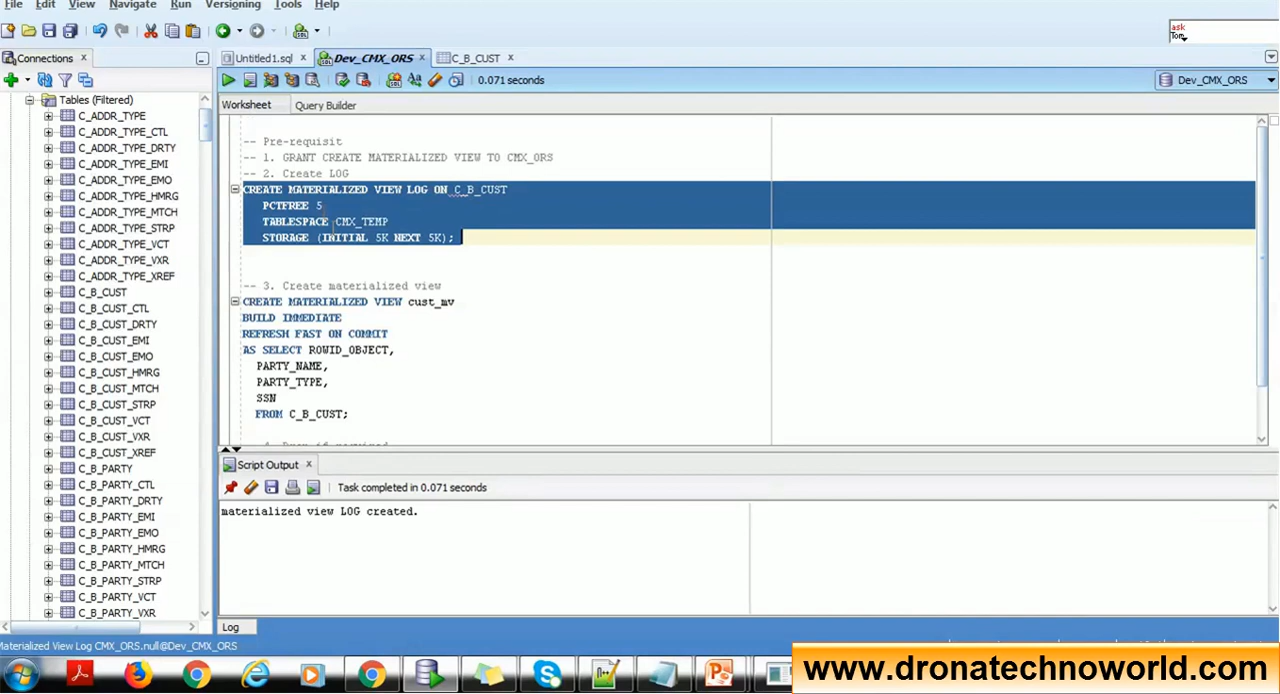 File Edit View Navigate Run Versioning Tools Help
ask
Tom
Connections x
Untitled1.sql x Dev_CMX_ORS x C_B_CUST x
0.071 seconds
Dev_CMX_ORS
Worksheet Query Builder
Tables (Filtered)
C_ADDR_TYPE
C_ADDR_TYPE_CTL
C_ADDR_TYPE_DRTY
C_ADDR_TYPE_EMI
C_ADDR_TYPE_EMO
C_ADDR_TYPE_HMRG
C_ADDR_TYPE_MTCH
C_ADDR_TYPE_STRP
C_ADDR_TYPE_VCT
C_ADDR_TYPE_VXR
C_ADDR_TYPE_XREF
C_B_CUST
C_B_CUST_CTL
C_B_CUST_DRTY
C_B_CUST_EMI
C_B_CUST_EMO
C_B_CUST_HMRG
C_B_CUST_MTCH
C_B_CUST_STRP
C_B_CUST_VCT
C_B_CUST_VXR
C_B_CUST_XREF
C_B_PARTY
C_B_PARTY_CTL
C_B_PARTY_DRTY
C_B_PARTY_EMI
C_B_PARTY_EMO
C_B_PARTY_HMRG
C_B_PARTY_MTCH
C_B_PARTY_STRP
C_B_PARTY_VCT
C_B_PARTY_VXR
-- Pre-requisit
-- 1. GRANT CREATE MATERIALIZED VIEW TO CMX_ORS
-- 2. Create LOG
CREATE MATERIALIZED VIEW LOG ON C_B_CUST
PCTFREE 5
TABLESPACE CMX_TEMP
STORAGE (INITIAL 5K NEXT 5K);
-- 3. Create materialized view
CREATE MATERIALIZED VIEW cust_mv
BUILD IMMEDIATE
REFRESH FAST ON COMMIT
AS SELECT ROWID_OBJECT,
PARTY_NAME,
PARTY_TYPE,
SSN
FROM C_B_CUST;
Script Output x
Task completed in 0.071 seconds
materialized view LOG created.
Log
Materialized View Log CMX_ORS.null@Dev_CMX_ORS
www.dronatechnoworld.com